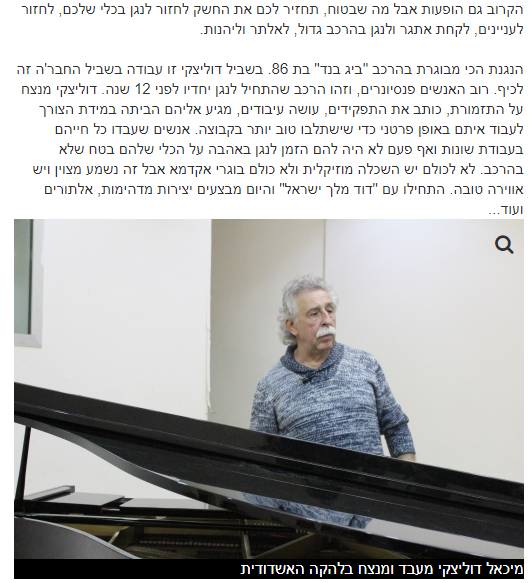 הקרוב גם הופעות אבל מה שבטוח, תחזיר לכם את החשק לחזור לנגן בכלי שלכם, לחזור
לעניינים, לקחת אתגר ולנגן בהרכב גדול, לאלתר וליהנות.
הנגנת הכי מבוגרת בהרכב "ביג בנד" בת 86. בשביל דוליצקי זו עבודה בשביל החבר'ה זה
לכיף. רוב האנשים פנסיונרים, וזהו הרכב שהתחיל לנגן יחדיו לפני 12 שנה. דוליצקי מנצח
על התזמורת, כותב את התפקידים, עושה עיבודים, מגיע אליהם הביתה במידת הצורך
לעבוד איתם באופן פרטני כדי שישתלבו טוב יותר בקבוצה. אנשים שעבדו כל חייהם
בעבודת שונות ואף פעם לא היה להם הזמן לנגן באהבה על הכלי שלהם בטח שלא
בהרכב. לא לכולם יש השכלה מוזיקלית ולא כולם בוגרי אקדמא אבל זה נשמע מצוין ויש
אווירה טובה. התחילו עם "דוד מלך ישראל" והיום מבצעים יצירות מדהימות, אלתורים
ועוד...
מיכאל דוליצקי מעבד ומנצח בלהקה האשדודית